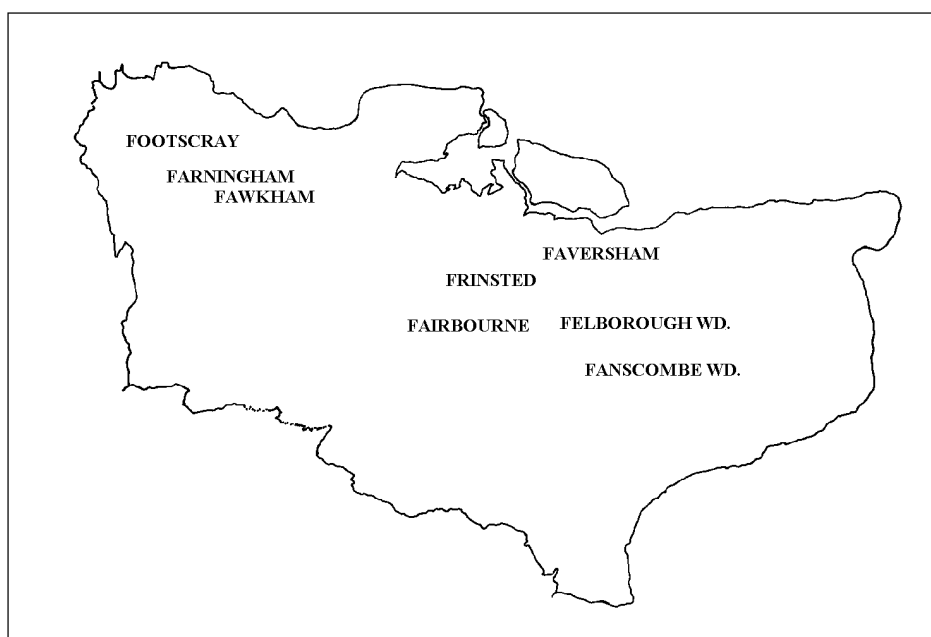 FOOTSCRAY
FARNINGHAM
FAWKHAM
FAVERSHAM
FRINSTED
FAIRBOURNE
FELBOROUGH WD.
FANSCOMBE WD.